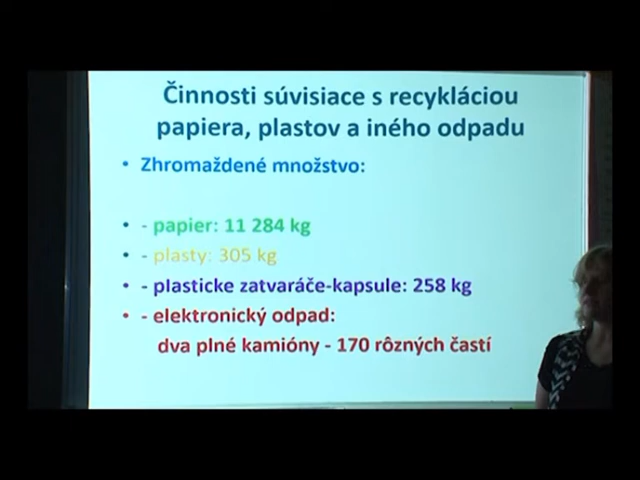 Činnosti súvisiace s recykláciou
papiera, plastov a iného odpadu
• Zhromaždené množstvo:
• - papier: 11 284 kg
• - plasty: 305 kg
• - plasticke zatvaráče-kapsule: 258 kg
• - elektronický odpad:
dva plné kamióny - 170 rôzných častí